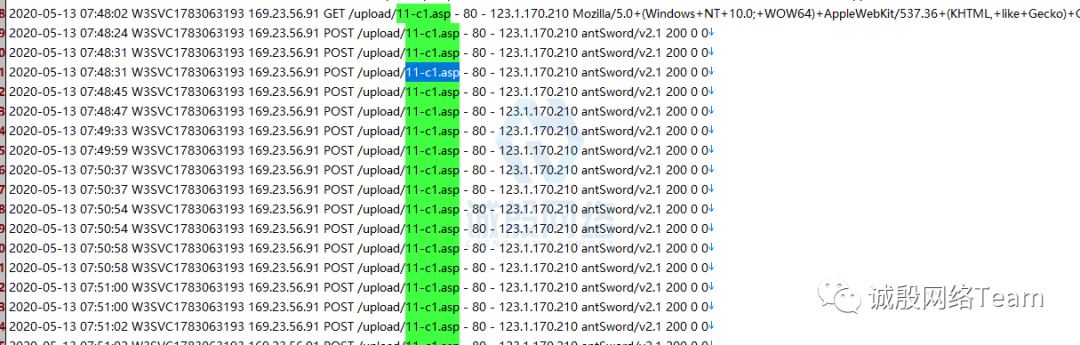 8 2020-05-13 07:48:02 W3SVC1783063193 169.23.56.91 GET /upload/11-c1.asp - 80 - 123.1.170.210 Mozilla/5.0+(Windows+NT+10.0;+WOW64)+AppleWebKit/537.36+(KHTML,+like+Gecko)+C
9 2020-05-13 07:48:24 W3SVC1783063193 169.23.56.91 POST /upload/11-c1.asp - 80 - 123.1.170.210 antSword/v2.1 200 0 0↓
0 2020-05-13 07:48:31 W3SVC1783063193 169.23.56.91 POST /upload/11-c1.asp - 80 - 123.1.170.210 antSword/v2.1 200 0 0↓
1 2020-05-13 07:48:31 W3SVC1783063193 169.23.56.91 POST /upload/11-c1.asp - 80 - 123.1.170.210 antSword/v2.1 200 0 0↓
2 2020-05-13 07:48:45 W3SVC1783063193 169.23.56.91 POST /upload/11-c1.asp - 80 - 123.1.170.210 antSword/v2.1 200 0 0↓
3 2020-05-13 07:48:47 W3SVC1783063193 169.23.56.91 POST /upload/11-c1.asp - 80 - 123.1.170.210 antSword/v2.1 200 0 0↓
4 2020-05-13 07:49:33 W3SVC1783063193 169.23.56.91 POST /upload/11-c1.asp - 80 - 123.1.170.210 antSword/v2.1 200 0 0↓
5 2020-05-13 07:49:59 W3SVC1783063193 169.23.56.91 POST /upload/11-c1.asp - 80 - 123.1.170.210 antSword/v2.1 200 0 0↓
6 2020-05-13 07:50:37 W3SVC1783063193 169.23.56.91 POST /upload/11-c1.asp - 80 - 123.1.170.210 antSword/v2.1 200 0 0↓
7 2020-05-13 07:50:37 W3SVC1783063193 169.23.56.91 POST /upload/11-c1.asp - 80 - 123.1.170.210 antSword/v2.1 200 0 0↓
8 2020-05-13 07:50:54 W3SVC1783063193 169.23.56.91 POST /upload/11-c1.asp - 80 - 123.1.170.210 antSword/v2.1 200 0 0↓
9 2020-05-13 07:50:54 W3SVC1783063193 169.23.56.91 POST /upload/11-c1.asp - 80 - 123.1.170.210 antSword/v2.1 200 0 0↓
0 2020-05-13 07:50:58 W3SVC1783063193 169.23.56.91 POST /upload/11-c1.asp - 80 - 123.1.170.210 antSword/v2.1 200 0 0↓
1 2020-05-13 07:50:58 W3SVC1783063193 169.23.56.91 POST /upload/11-c1.asp - 80 - 123.1.170.210 antSword/v2.1 200 0 0↓
2 2020-05-13 07:51:00 W3SVC1783063193 169.23.56.91 POST /upload/11-c1.asp - 80 - 123.1.170.210 antSword/v2.1 200 0 0↓
3 2020-05-13 07:51:00 W3SVC1783063193 169.23.56.91 POST /upload/11-c1.asp - 80 - 123.1.170.210 antSword/v2.1 200 0 0↓
4 2020-05-13 07:51:02 W3SVC1783063193 169.23.56.91 POST /upload/11-c1.asp - 80 - 123.1.170.210 antSword/v2.1 200 0 0↓
诚殷网络
诚殷网络Team